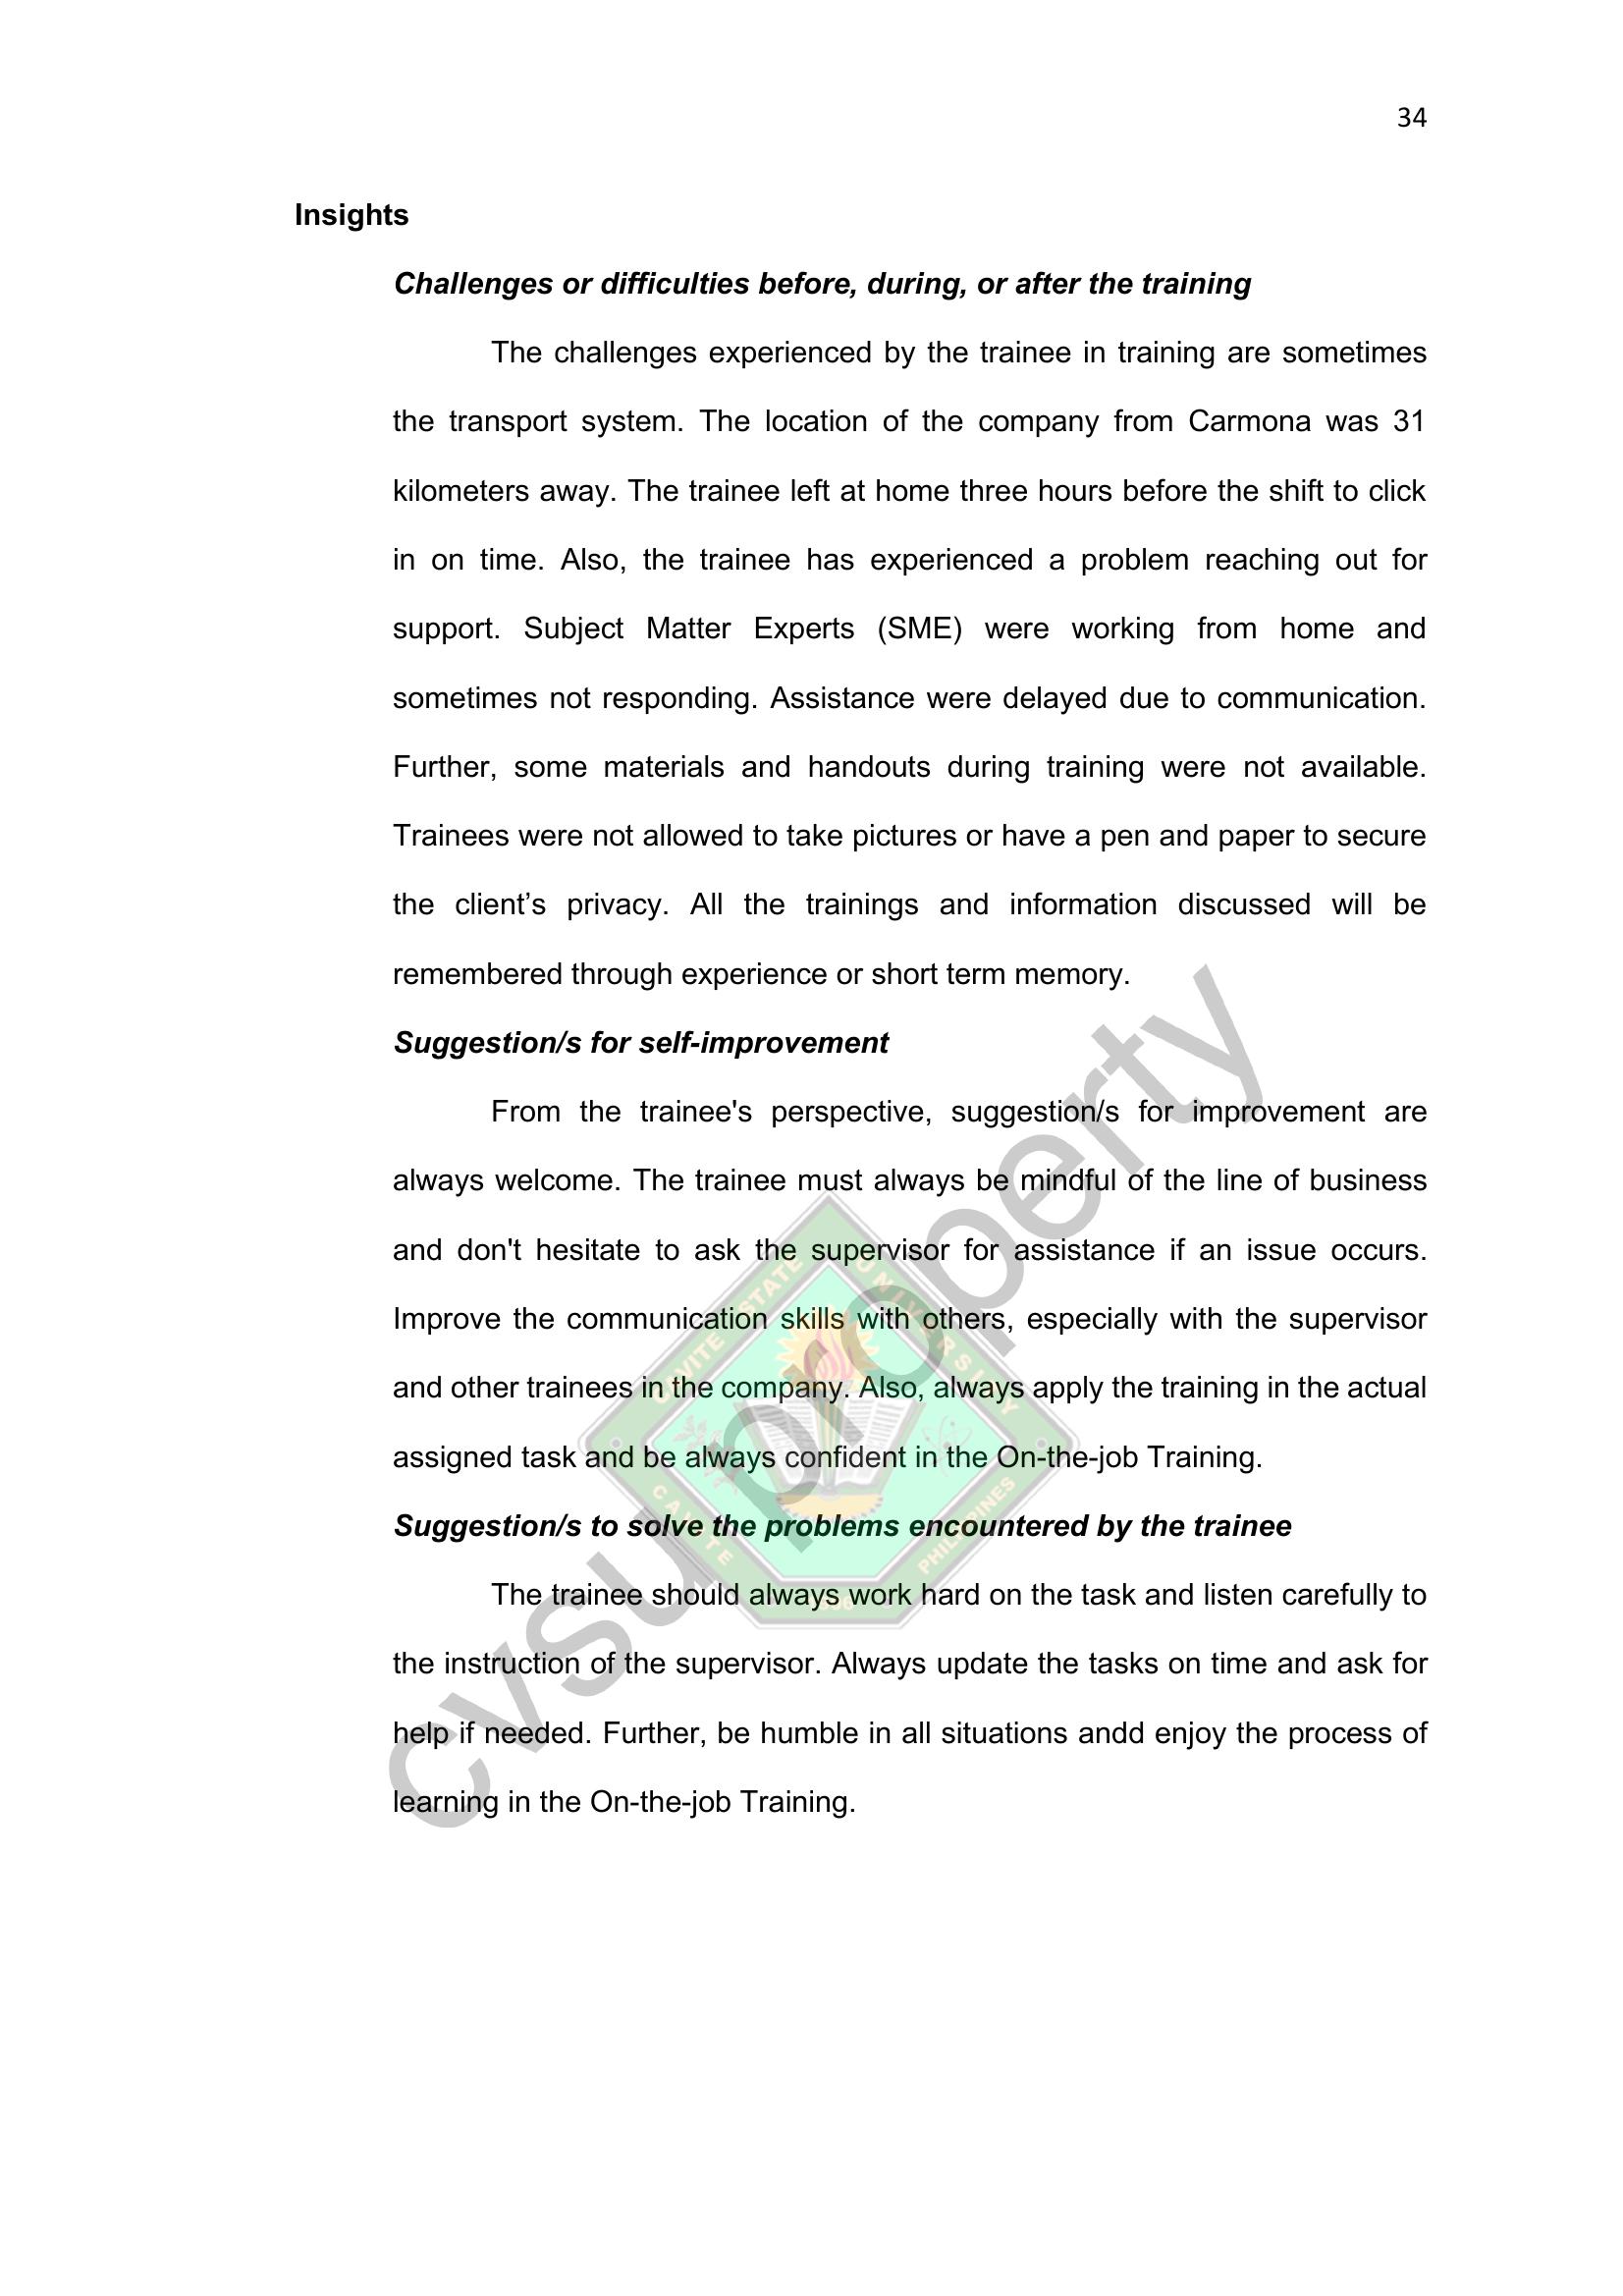 34
Insights
Challenges or difficulties before, during, or after the training
The challenges experienced by the trainee in training are sometimes
the transport system. The location of the company from Carmona was 31
kilometers away. The trainee left at home three hours before the shift to click
in on time. Also, the trainee has experienced a problem reaching out for
support. Subject Matter Experts (SME) were working from home and
sometimes not responding. Assistance were delayed due to communication.
Further, some materials and handouts during training were not available.
Trainees were not allowed to take pictures or have a pen and paper to secure
the client’s privacy. All the trainings and information discussed will be
remembered through experience or short term memory.
Suggestion/s for self-improvement
From the trainee's perspective, suggestion/s for improvement are
always welcome. The trainee must always be mindful of the line of business
and don't hesitate to ask the supervisor for assistance if an issue occurs.
Improve the communication skills with others, especially with the supervisor
and other trainees in the company. Also, always apply the training in the actual
assigned task and be always confident in the On-the-job Training.
Suggestion/s to solve the problems encountered by the trainee
The trainee should always work hard on the task and listen carefully to
the instruction of the supervisor. Always update the tasks on time and ask for
help if needed. Further, be humble in all situations andd enjoy the process of
learning in the On-the-job Training.
cvsu property
CAVITE STATE UNIVERSITY
CAVITE
PHILIPPINES